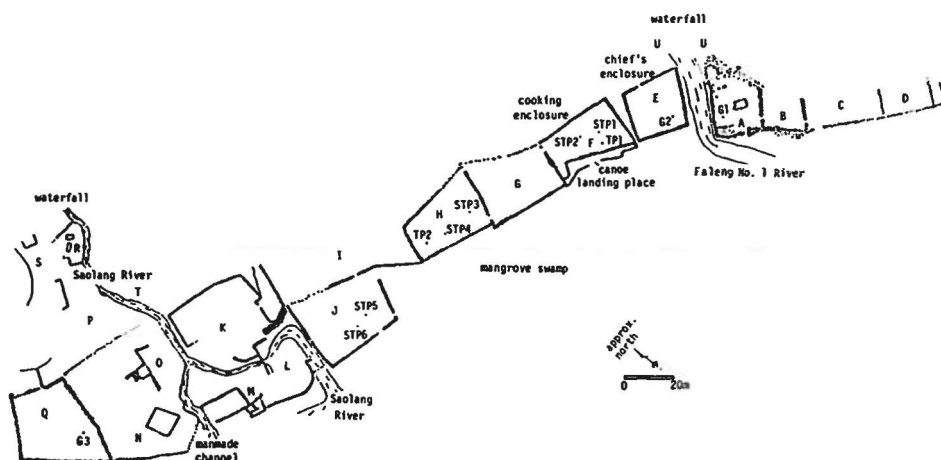 waterfall
U U
chief's
enclosure
E
G2
G1
A
B
C
D
cooking
enclosure
STP1
STP2
F
TP1
canoe
landing place
Faleng No. 1 River
G
STP3
H
STP4
TP2
mangrove swamp
waterfall
R
S
Saolang River
T
I
P
K
J
STP5
STP6
L
O
M
Saolang
River
Q
G3
N
manmade
channel
approx.
north
0 20m